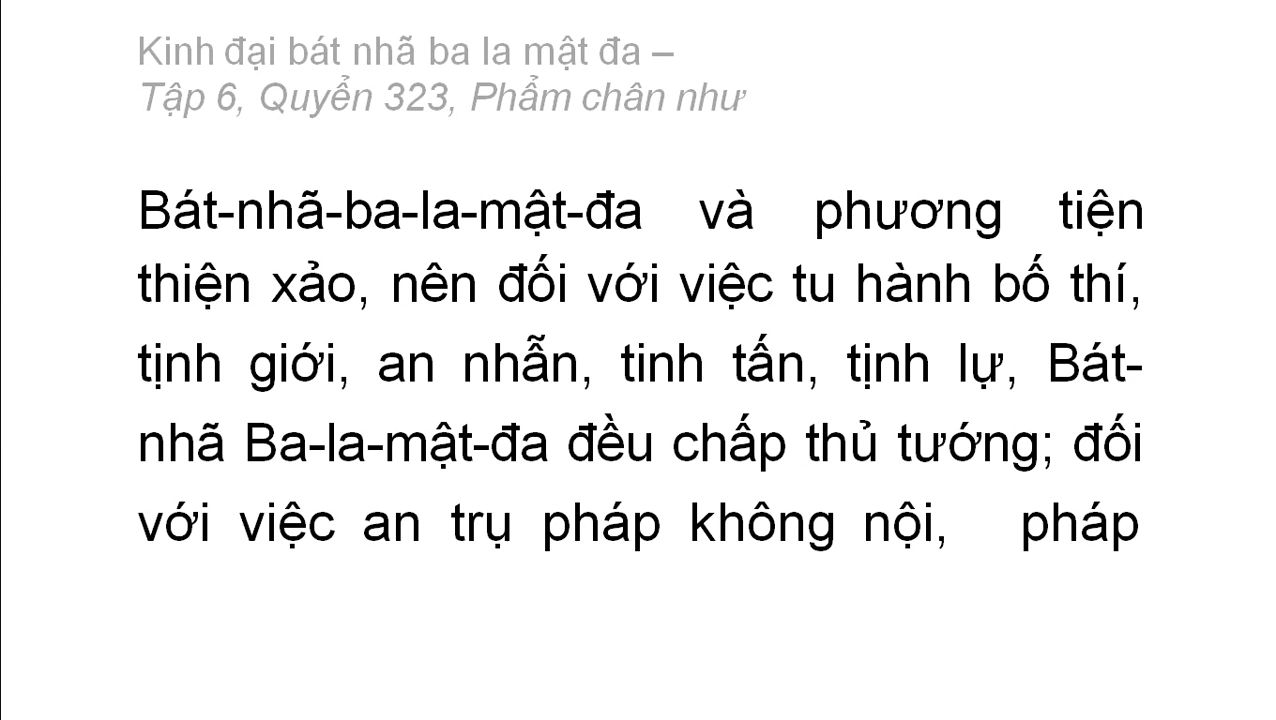 Kinh đại bát nhã ba la mật đa –
Tập 6, Quyển 323, Phẩm chân như
Bát-nhã-ba-la-mật-đa và phương tiện
thiện xảo, nên đối với việc tu hành bố thí,
tịnh giới, an nhẫn, tinh tấn, tịnh lự, Bát-
nhã Ba-la-mật-đa đều chấp thủ tướng; đối
với việc an trụ pháp không nội, pháp